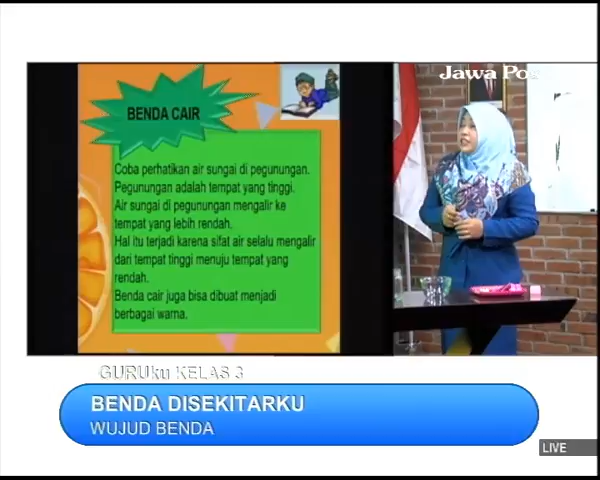 Jawa Pos
BENDA CAIR
Coba perhatikan air sungai di pegunungan.
Pegunungan adalah tempat yang tinggi.
Air sungai di pegunungan mengalir ke
tempat yang lebih rendah.
Hal itu terjadi karena sifat air selalu mengalir
dari tempat tinggi menuju tempat yang
rendah.
Benda cair juga bisa dibuat menjadi
berbagai warna.
GURUku KELAS 3
BENDA DISEKITARKU
WUJUD BENDA
LIVE